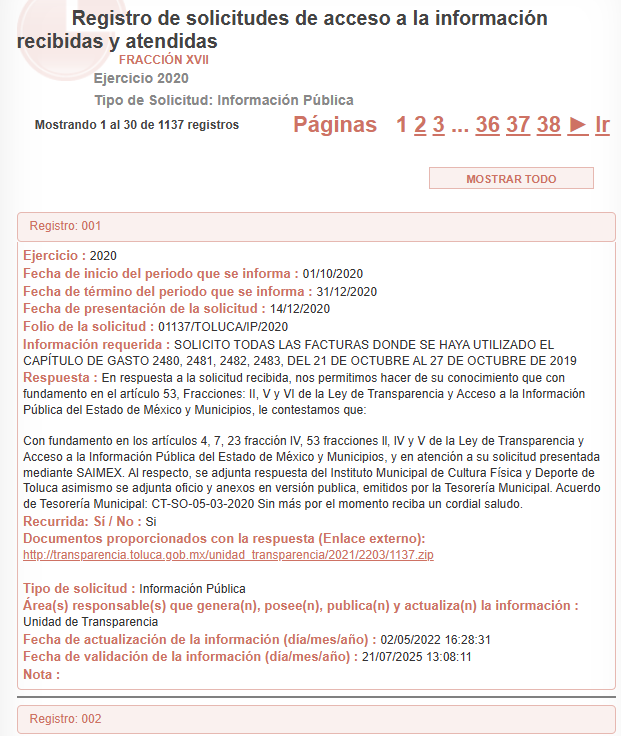 Registro de solicitudes de acceso a la información
recibidas y atendidas
FRACCIÓN XVII
Ejercicio 2020
Tipo de Solicitud: Información Pública
Mostrando 1 al 30 de 1137 registros
Páginas 1 2 3 ... 36 37 38 ► Ir
MOSTRAR TODO
Registro: 001
Ejercicio : 2020
Fecha de inicio del periodo que se informa : 01/10/2020
Fecha de término del periodo que se informa : 31/12/2020
Fecha de presentación de la solicitud : 14/12/2020
Folio de la solicitud : 01137/TOLUCA/IP/2020
Información requerida : SOLICITO TODAS LAS FACTURAS DONDE SE HAYA UTILIZADO EL
CAPÍTULO DE GASTO 2480, 2481, 2482, 2483, DEL 21 DE OCTUBRE AL 27 DE OCTUBRE DE 2019
Respuesta : En respuesta a la solicitud recibida, nos permitimos hacer de su conocimiento que con
fundamento en el artículo 53, Fracciones: II, V y VI de la Ley de Transparencia y Acceso a la Información
Pública del Estado de México y Municipios, le contestamos que:
Con fundamento en los artículos 4, 7, 23 fracción IV, 53 fracciones II, IV y V de la Ley de Transparencia y
Acceso a la Información Pública del Estado de México y Municipios, y en atención a su solicitud presentada
mediante SAIMEX. Al respecto, se adjunta respuesta del Instituto Municipal de Cultura Física y Deporte de
Toluca asimismo se adjunta oficio y anexos en versión publica, emitidos por la Tesorería Municipal. Acuerdo
de Tesorería Municipal: CT-SO-05-03-2020 Sin más por el momento reciba un cordial saludo.
Recurrida: Sí / No : Si
Documentos proporcionados con la respuesta (Enlace externo):
http://transparencia.toluca.gob.mx/unidad_transparencia/2021/2203/1137.zip
Tipo de solicitud : Información Pública
Área(s) responsable(s) que genera(n), posee(n), publica(n) y actualiza(n) la información :
Unidad de Transparencia
Fecha de actualización de la información (día/mes/año) : 02/05/2022 16:28:31
Fecha de validación de la información (día/mes/año) : 21/07/2025 13:08:11
Nota :
Registro: 002